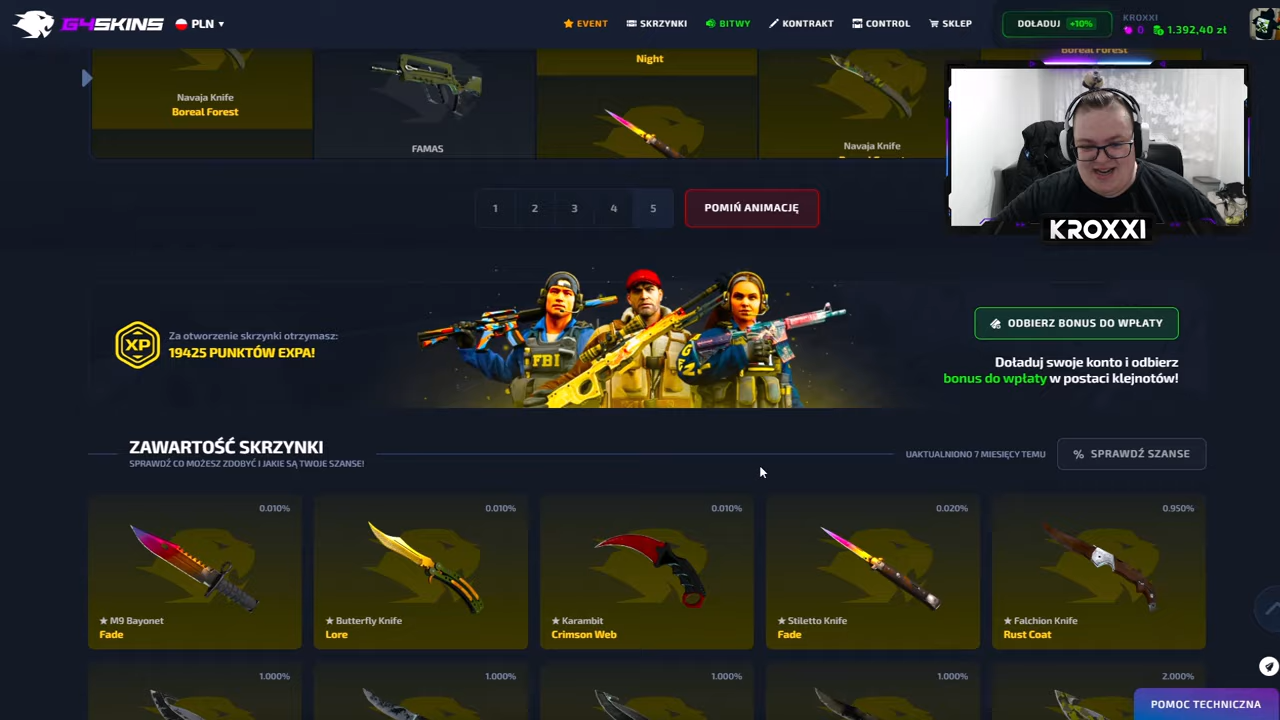 G4SKINS
PLN
EVENT
SKRZYNKI
BITWY
KONTRAKT
CONTROL
SKLEP
DOŁADUJ +10%
KROXXI
0 1.392,40 zł
Navaja Knife
Boreal Forest
FAMAS
Night
Navaja Knife
Boreal Forest
Boreal Forest
KROXXI
1 2 3 4 5
POMIŃ ANIMACJĘ
XP
Za otworzenie skrzynki otrzymasz:
19425 PUNKTÓW EXPA!
FBI
ODBIERZ BONUS DO WPŁATY
Doładuj swoje konto i odbierz
bonus do wpłaty w postaci klejnotów!
ZAWARTOŚĆ SKRZYNKI
SPRAWDŹ CO MOŻESZ ZDOBYĆ I JAKIE SĄ TWOJE SZANSE!
UAKTUALNIONO 7 MIESIĘCY TEMU
% SPRAWDŹ SZANSE
0.010%
★ M9 Bayonet
Fade
0.010%
★ Butterfly Knife
Lore
0.010%
★ Karambit
Crimson Web
0.020%
★ Stiletto Knife
Fade
0.950%
★ Falchion Knife
Rust Coat
1.000%
1.000%
1.000%
1.000%
2.000%
POMOC TECHNICZNA